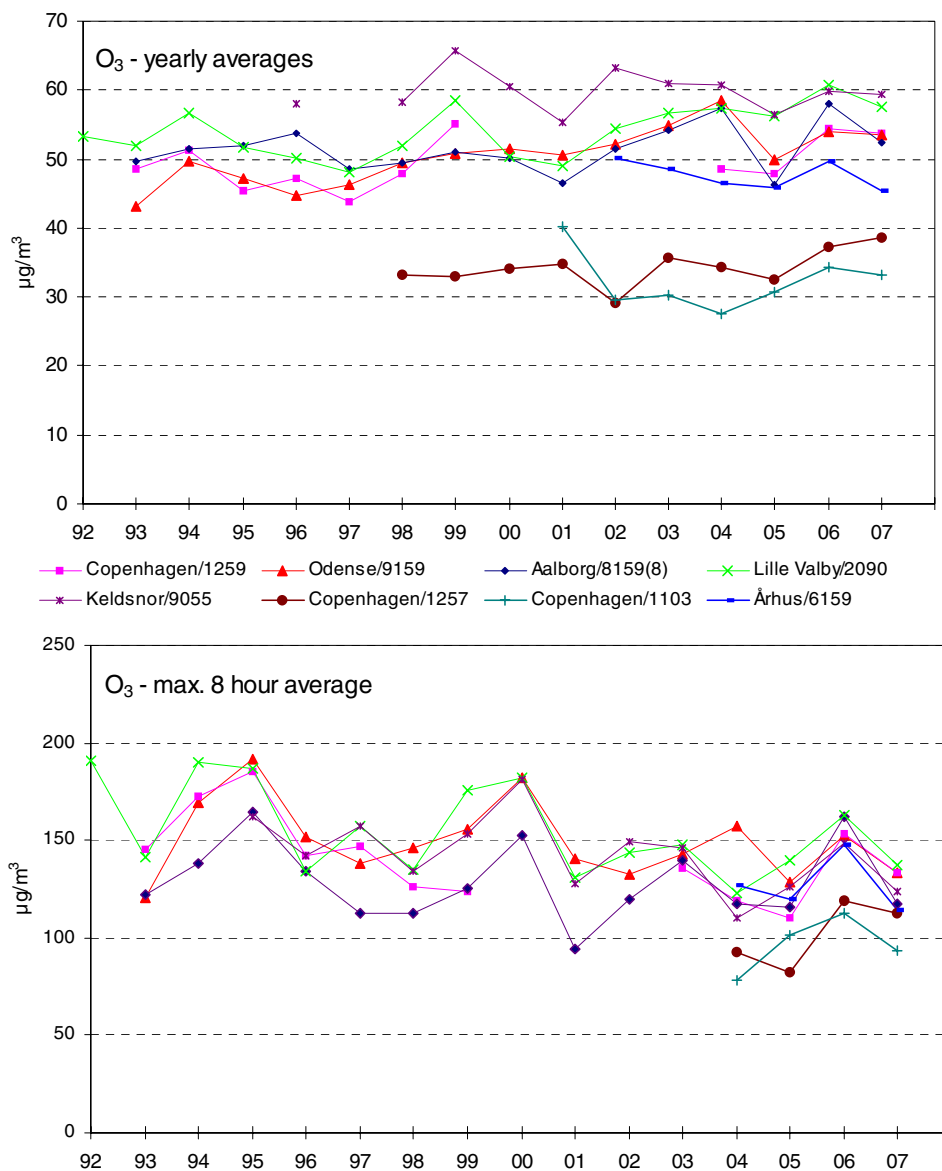 70
O3 - yearly averages
60
50
40
30
20
10
0
µg/m3
92 93 94 95 96 97 98 99 00 01 02 03 04 05 06 07
Copenhagen/1259 Odense/9159 Aalborg/8159(8) Lille Valby/2090
Keldsnor/9055 Copenhagen/1257 Copenhagen/1103 Århus/6159
250
O3 - max. 8 hour average
200
150
100
50
0
µg/m3
92 93 94 95 96 97 98 99 00 01 02 03 04 05 06 07